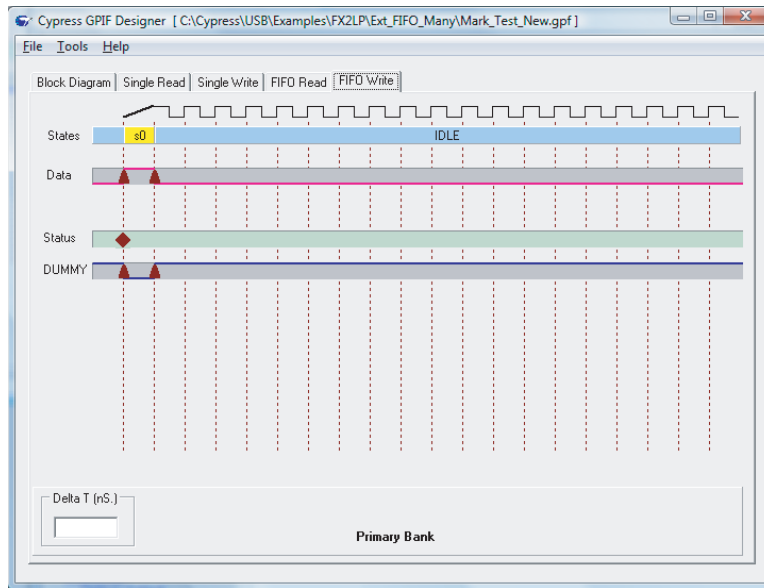 Cypress GPIF Designer [ C:\Cypress\USB\Examples\FX2LP\Ext_FIFO_Many\Mark_Test_New.gpf ]
File Tools Help
Block Diagram Single Read Single Write FIFO Read FIFO Write
States s0 IDLE
Data
Status
DUMMY
Delta T (nS.)
Primary Bank